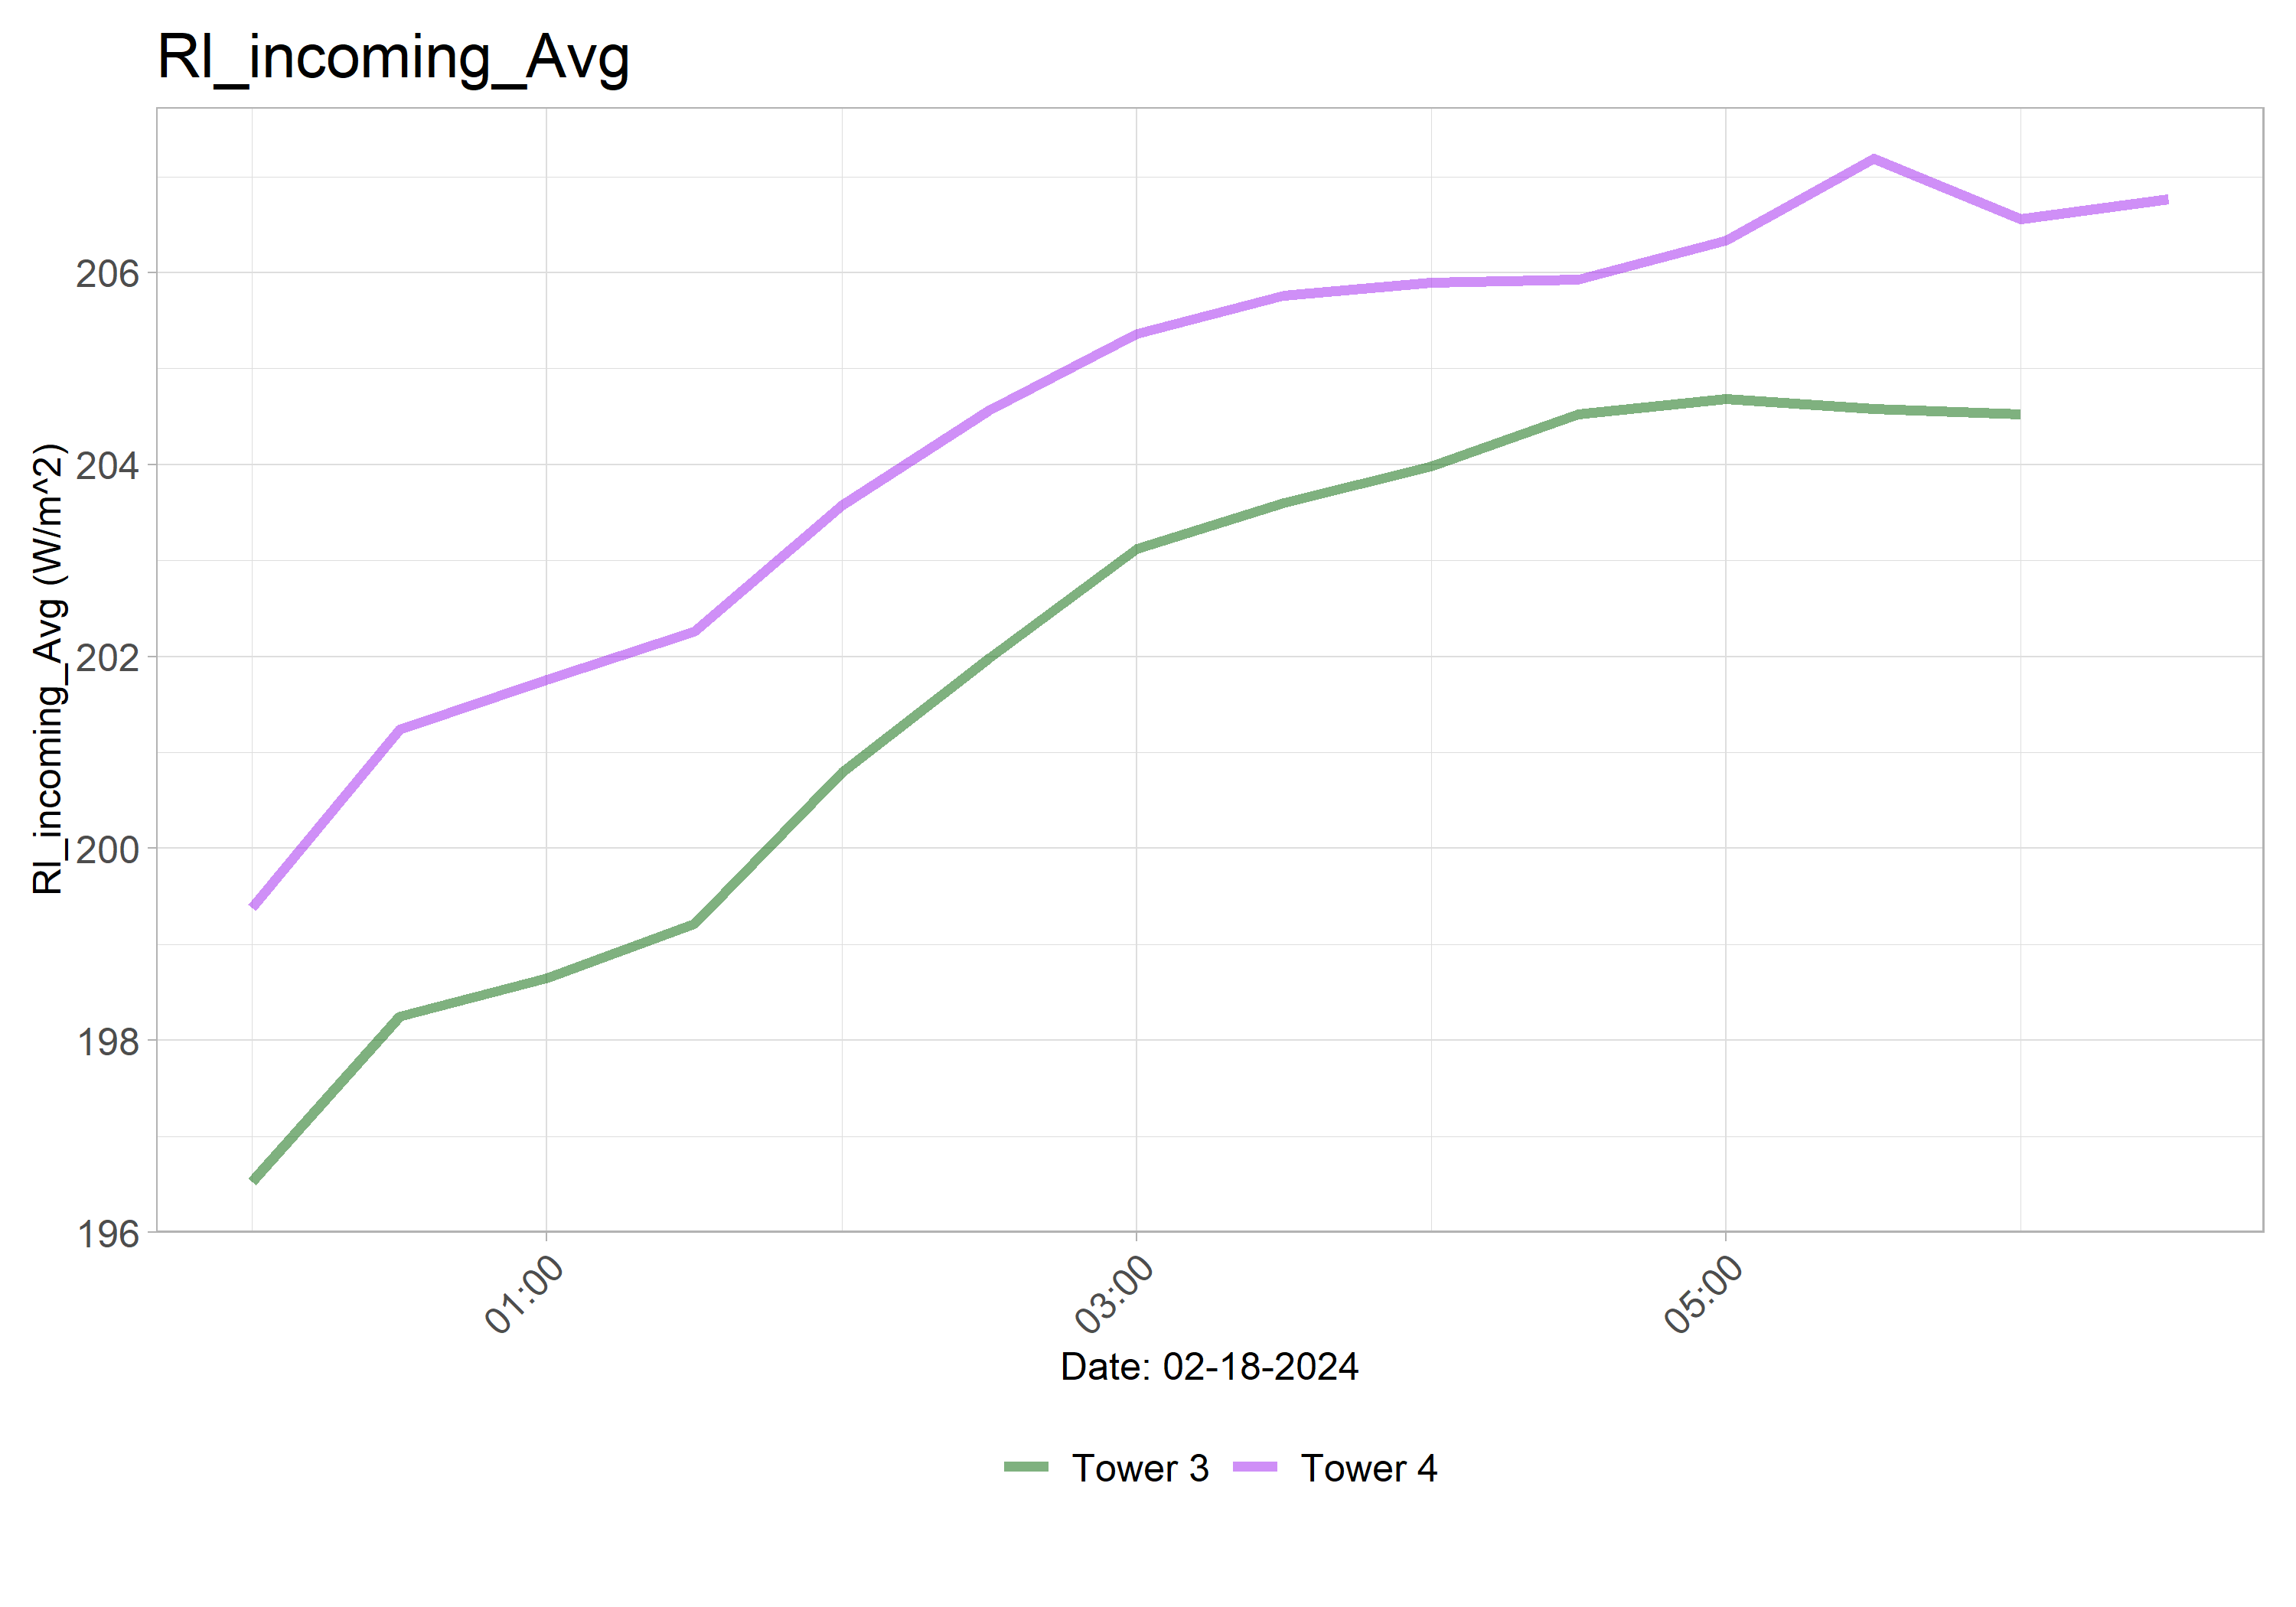 Rl_incoming_Avg
Rl_incoming_Avg (W/m^2)
206
204
202
200
198
196
01:00
03:00
05:00
Date: 02-18-2024
Tower 3
Tower 4